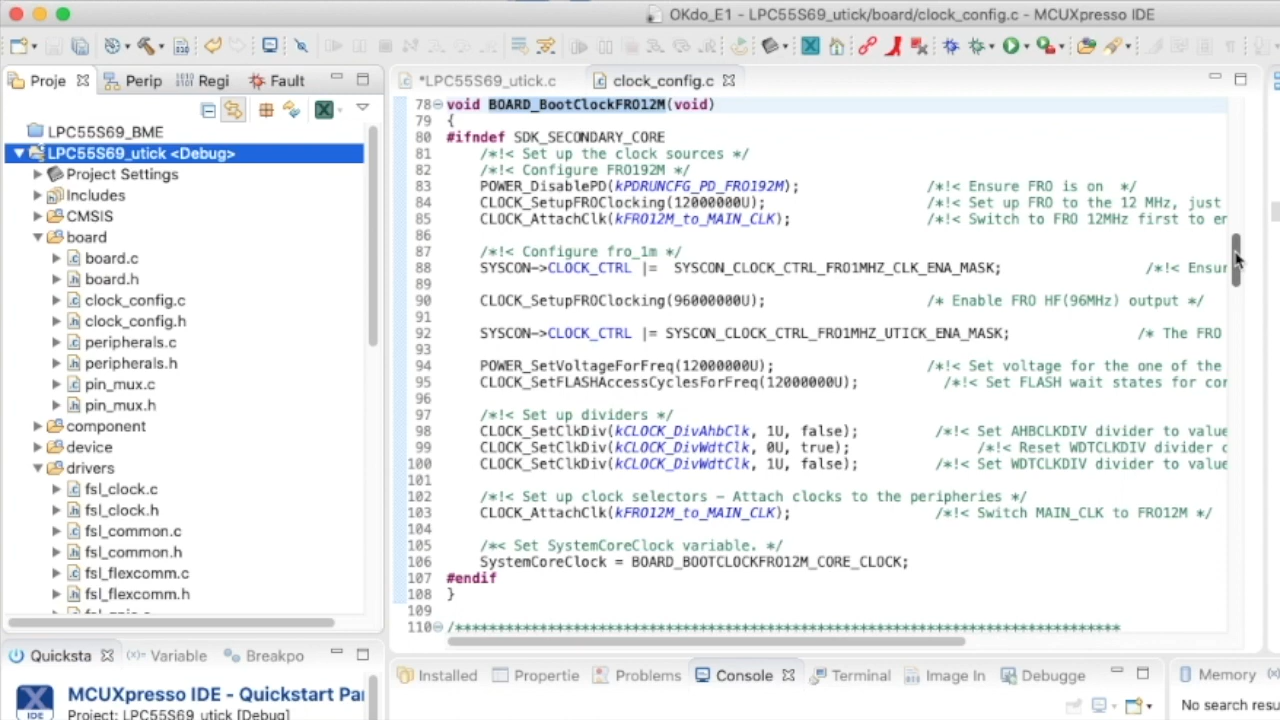 OKdo_E1 - LPC55S69_utick/board/clock_config.c - MCUXpresso IDE
Proje Perip Regi Fault
*LPC55S69_utick.c clock_config.c
LPC55S69_BME
LPC55S69_utick <Debug>
Project Settings
Includes
CMSIS
board
board.c
board.h
clock_config.c
clock_config.h
peripherals.c
peripherals.h
pin_mux.c
pin_mux.h
component
device
drivers
fsl_clock.c
fsl_clock.h
fsl_common.c
fsl_common.h
fsl_flexcomm.c
fsl_flexcomm.h
78 void BOARD_BootClockFRO12M(void)
79 {
80 #ifndef SDK_SECONDARY_CORE
81 /*!< Set up the clock sources */
82 /*!< Configure FRO192M */
83 POWER_DisablePD(kPDRUNCFG_PD_FRO192M); /*!< Ensure FRO is on */
84 CLOCK_SetupFROClocking(12000000U); /*!< Set up FRO to the 12 MHz, just
85 CLOCK_AttachClk(kFRO12M_to_MAIN_CLK); /*!< Switch to FRO 12MHz first to en
86
87 /*!< Configure fro_1m */
88 SYSCON->CLOCK_CTRL |= SYSCON_CLOCK_CTRL_FRO1MHZ_CLK_ENA_MASK; /*!< Ensur
89
90 CLOCK_SetupFROClocking(96000000U); /* Enable FRO HF(96MHz) output */
91
92 SYSCON->CLOCK_CTRL |= SYSCON_CLOCK_CTRL_FRO1MHZ_UTICK_ENA_MASK; /* The FRO
93
94 POWER_SetVoltageForFreq(12000000U); /*!< Set voltage for the one of the
95 CLOCK_SetFLASHAccessCyclesForFreq(12000000U); /*!< Set FLASH wait states for cor
96
97 /*!< Set up dividers */
98 CLOCK_SetClkDiv(kCLOCK_DivAhbClk, 1U, false); /*!< Set AHBCLKDIV divider to value
99 CLOCK_SetClkDiv(kCLOCK_DivWdtClk, 0U, true); /*!< Reset WDTCLKDIV divider c
100 CLOCK_SetClkDiv(kCLOCK_DivWdtClk, 1U, false); /*!< Set WDTCLKDIV divider to value
101
102 /*!< Set up clock selectors - Attach clocks to the peripheries */
103 CLOCK_AttachClk(kFRO12M_to_MAIN_CLK); /*!< Switch MAIN_CLK to FRO12M */
104
105 /*< Set SystemCoreClock variable. */
106 SystemCoreClock = BOARD_BOOTCLOCKFRO12M_CORE_CLOCK;
107 #endif
108 }
109
110 /********************************************************************************
Quicksta Variable Breakpo
MCUXpresso IDE - Quickstart Pa
Project: LPC55S69_utick [Debug]
IDE
Installed Propertie Problems Console Terminal Image In Debugge
Memory
No search resu